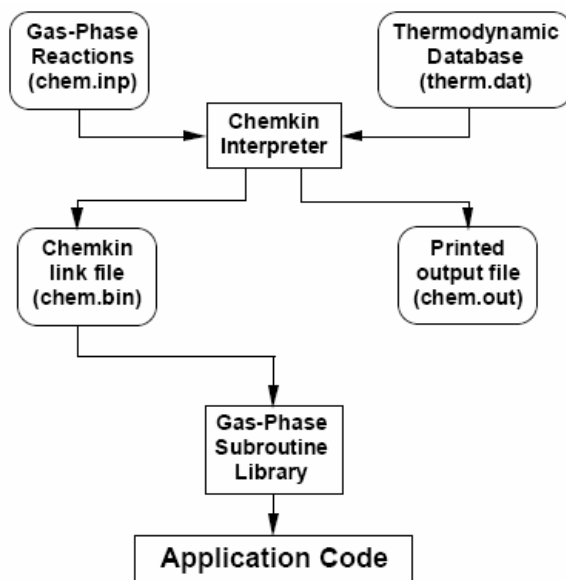 Gas-Phase
Reactions
(chem.inp)
Thermodynamic
Database
(therm.dat)
Chemkin
Interpreter
Chemkin
link file
(chem.bin)
Printed
output file
(chem.out)
Gas-Phase
Subroutine
Library
Application Code